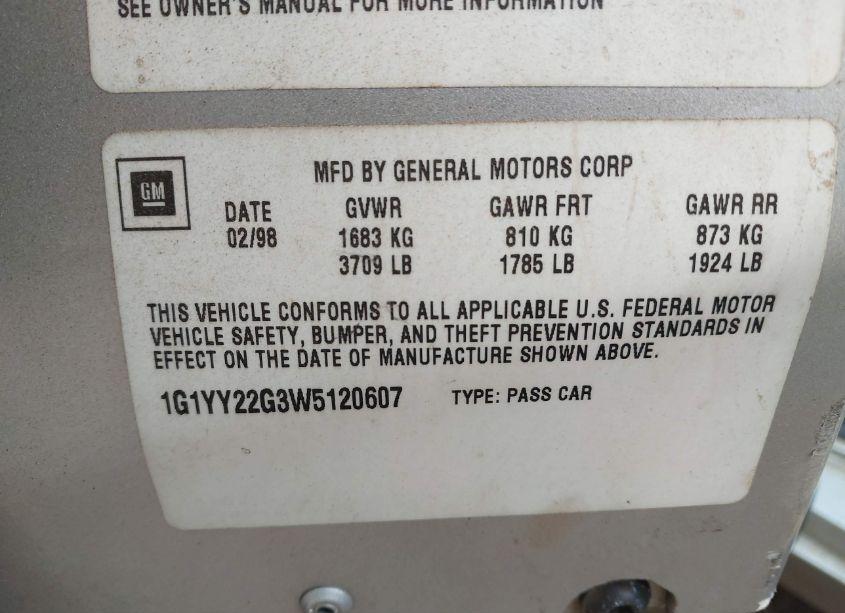 SEE OWNER'S MANUAL FOR MORE INFORMATION
GM
MFD BY GENERAL MOTORS CORP
DATE GVWR GAWR FRT GAWR RR
02/98 1683 KG 810 KG 873 KG
3709 LB 1785 LB 1924 LB
THIS VEHICLE CONFORMS TO ALL APPLICABLE U.S. FEDERAL MOTOR
VEHICLE SAFETY, BUMPER, AND THEFT PREVENTION STANDARDS IN
EFFECT ON THE DATE OF MANUFACTURE SHOWN ABOVE.
1G1YY22G3W5120607 TYPE: PASS CAR